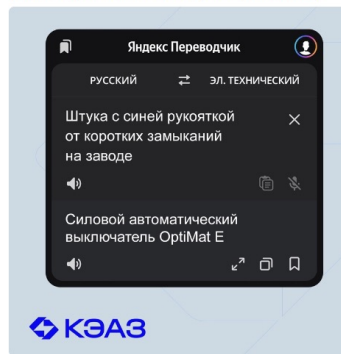 Яндекс Переводчик
РУССКИЙ ЭЛ. ТЕХНИЧЕСКИЙ
Штука с синей рукояткой
от коротких замыканий
на заводе
Силовой автоматический
выключатель OptiMat E
КЭАЗ